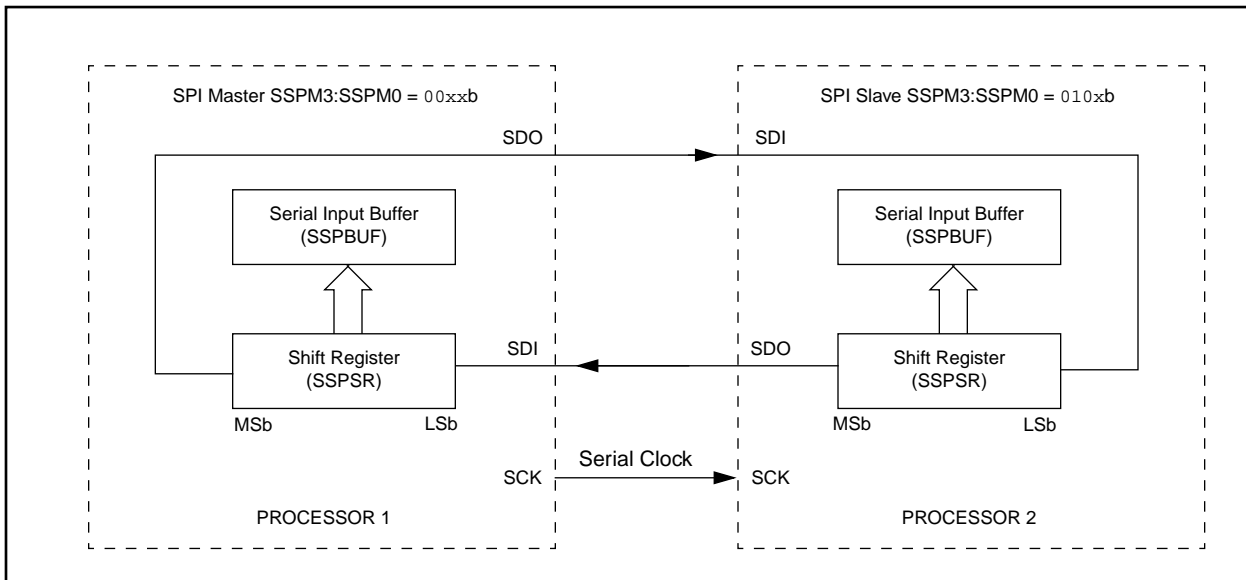 SPI Master SSPM3:SSPM0 = 00xxb
SPI Slave SSPM3:SSPM0 = 010xb
SDO
SDI
Serial Input Buffer
(SSPBUF)
Serial Input Buffer
(SSPBUF)
Shift Register
(SSPSR)
SDI
SDO
Shift Register
(SSPSR)
MSb
LSb
MSb
LSb
SCK
Serial Clock
SCK
PROCESSOR 1
PROCESSOR 2